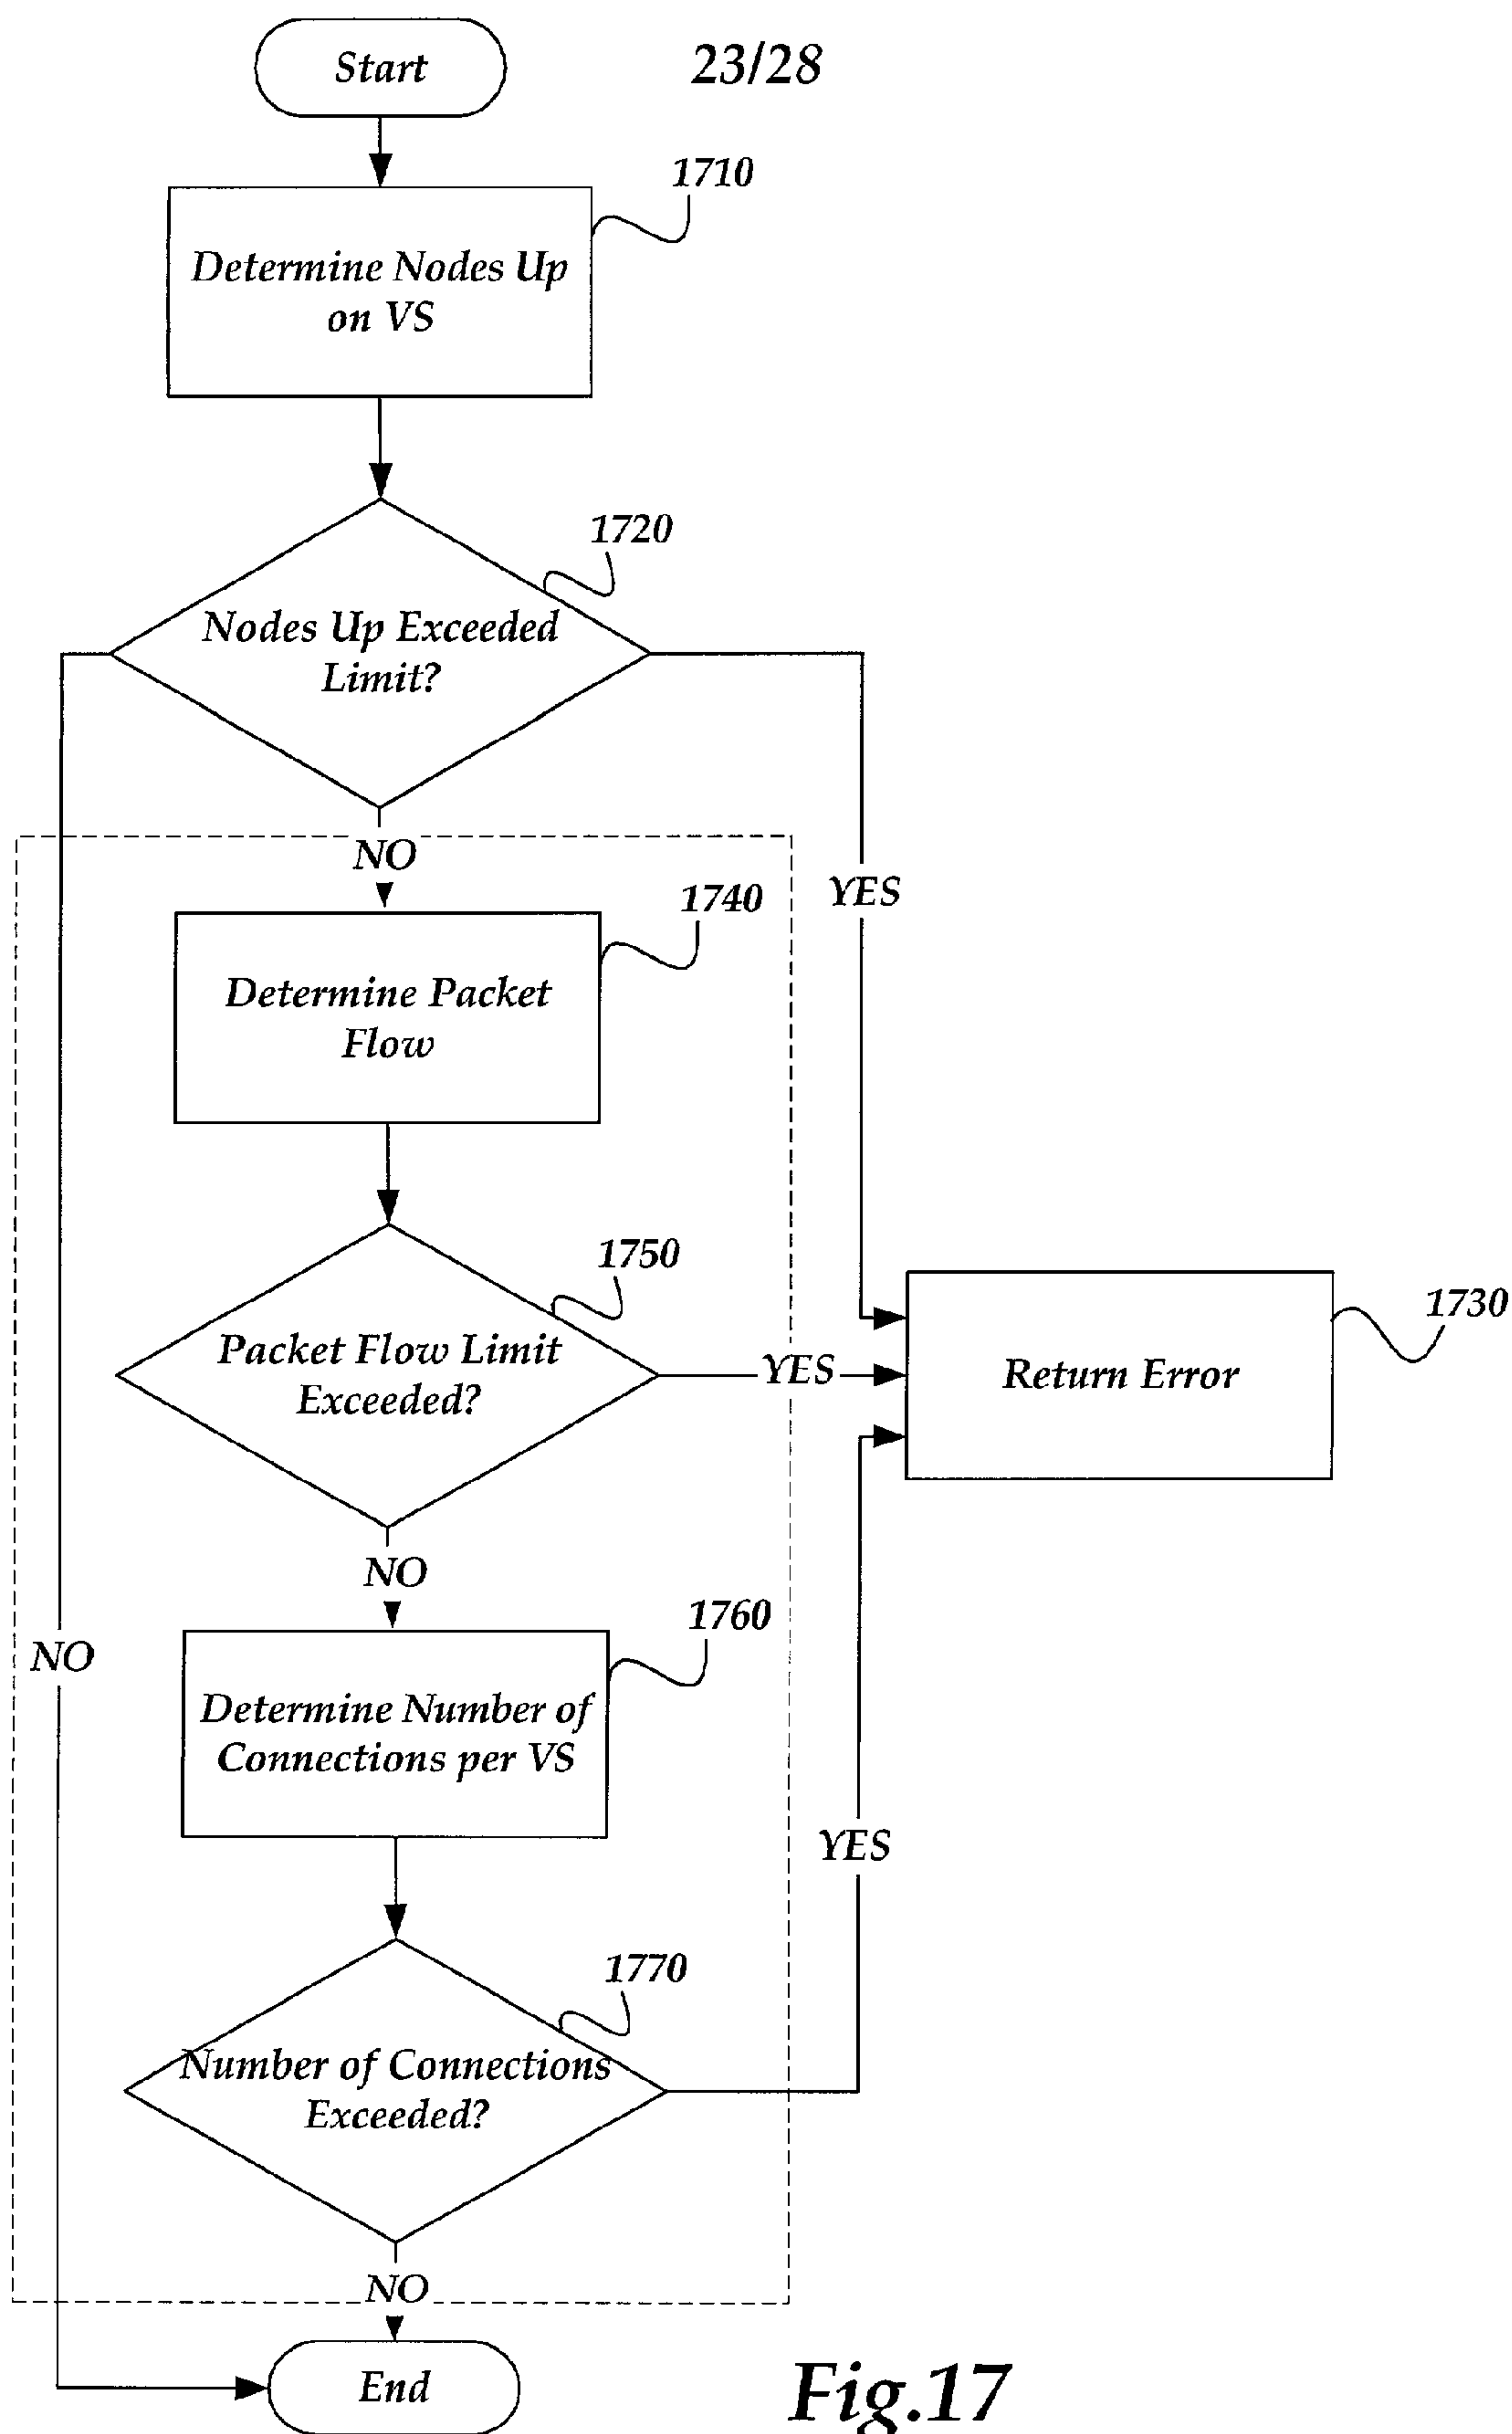 Start
23/28
1710
Determine Nodes Up
on VS
1720
Nodes Up Exceeded
Limit?
NO
YES
1740
Determine Packet
Flow
1750
Packet Flow Limit
Exceeded?
YES
1730
Return Error
NO
1760
NO
Determine Number of
Connections per VS
YES
1770
Number of Connections
Exceeded?
NO
End
Fig.17